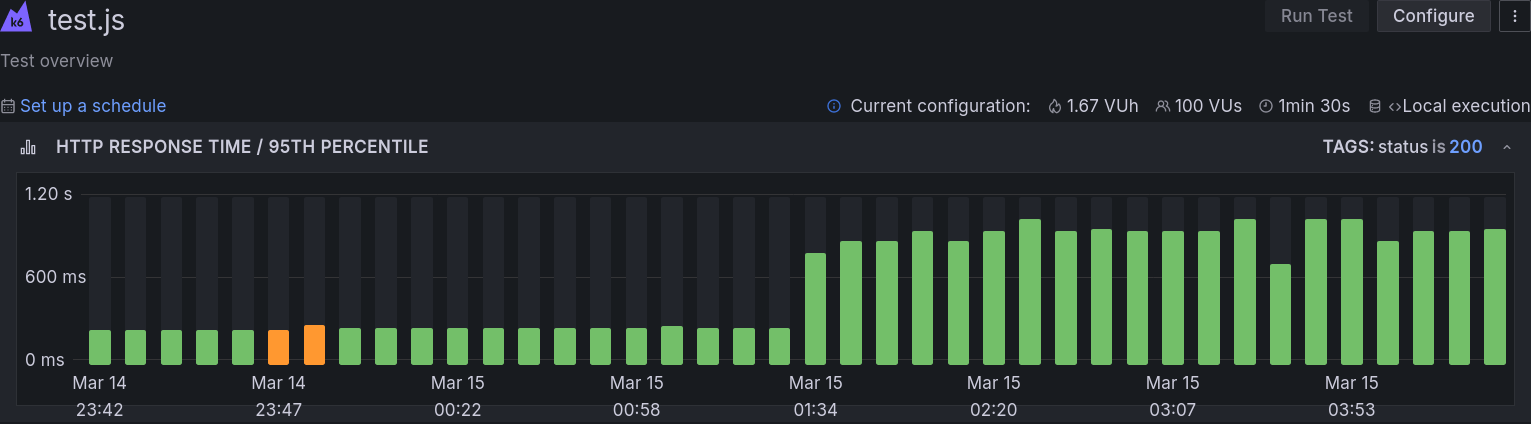 k6 test.js
Run Test Configure
Test overview
Set up a schedule
Current configuration: 1.67 VUh 100 VUs 1min 30s <>Local execution
HTTP RESPONSE TIME / 95TH PERCENTILE
TAGS: status is 200
1.20 s
600 ms
0 ms
Mar 14 Mar 14 Mar 15 Mar 15 Mar 15 Mar 15 Mar 15 Mar 15
23:42 23:47 00:22 00:58 01:34 02:20 03:07 03:53